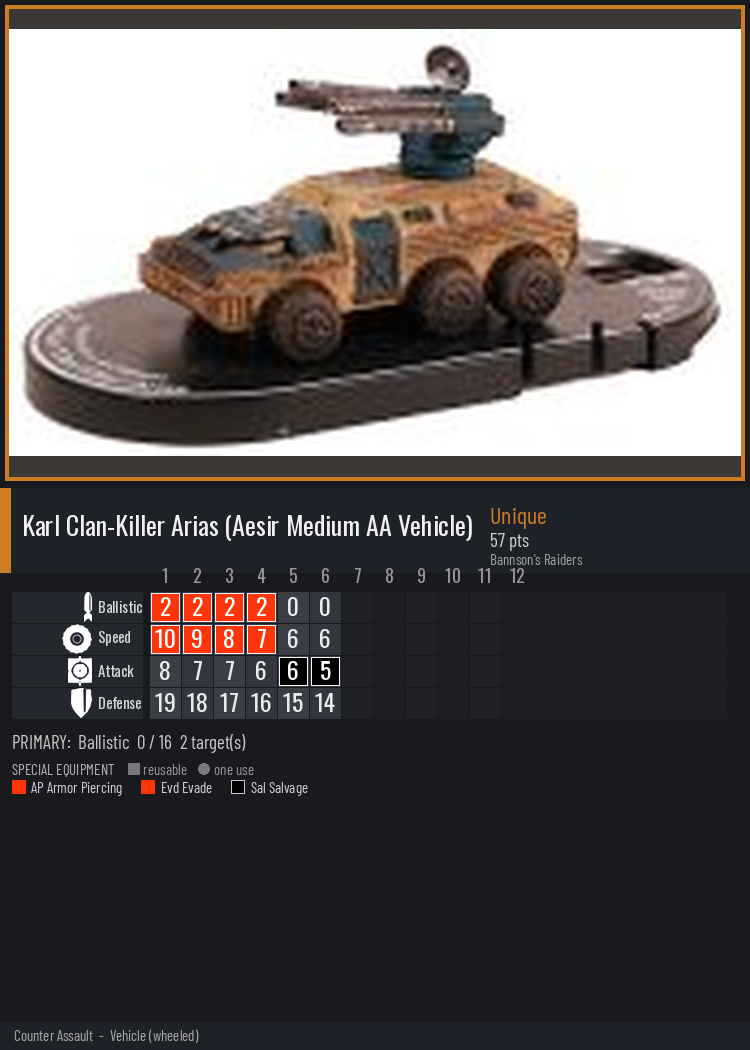 Karl Clan-Killer Arias (Aesir Medium AA Vehicle)
Unique
57 pts
Bannson's Raiders
1 2 3 4 5 6 7 8 9 10 11 12
Ballistic 2 2 2 2 0 0
Speed 10 9 8 7 6 6
Attack 8 7 7 6 6 5
Defense 19 18 17 16 15 14
PRIMARY: Ballistic 0 / 16 2 target(s)
SPECIAL EQUIPMENT reusable one use
AP Armor Piercing Evd Evade Sal Salvage
Counter Assault - Vehicle (wheeled)